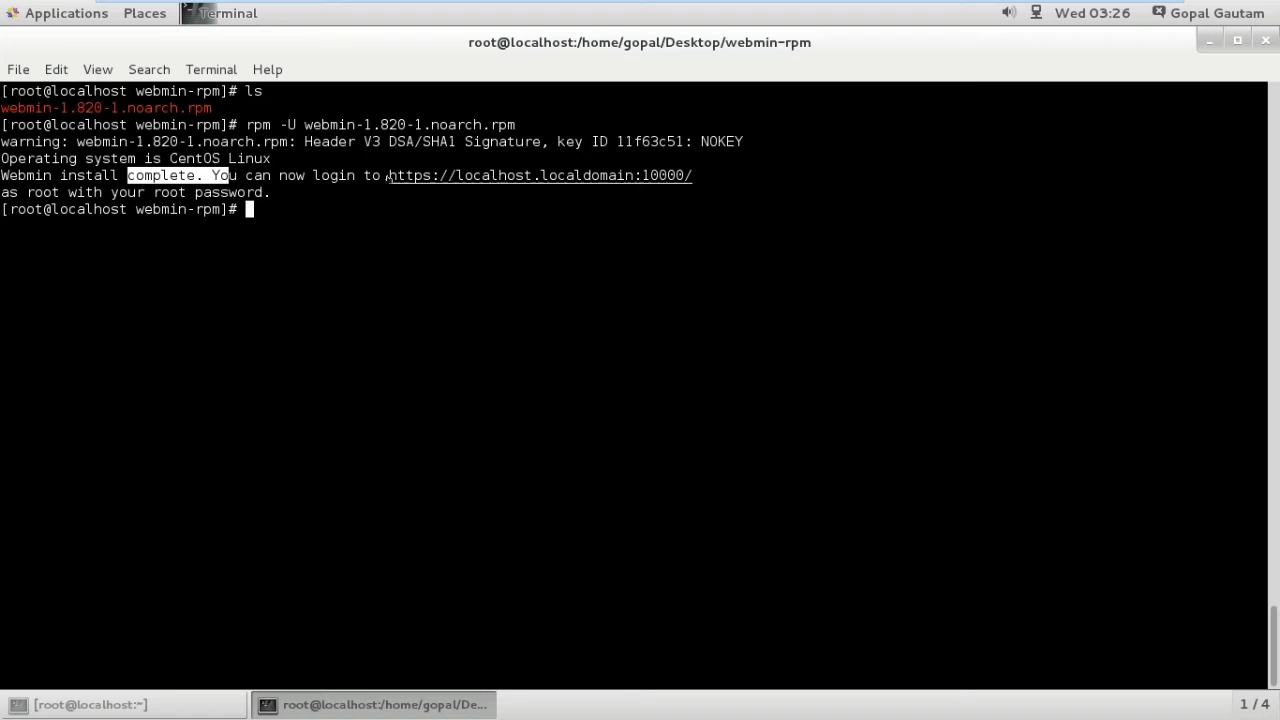 Applications Places Terminal Wed 03:26 Gopal Gautam
root@localhost:/home/gopal/Desktop/webmin-rpm
File Edit View Search Terminal Help
[root@localhost webmin-rpm]# ls
webmin-1.820-1.noarch.rpm
[root@localhost webmin-rpm]# rpm -U webmin-1.820-1.noarch.rpm
warning: webmin-1.820-1.noarch.rpm: Header V3 DSA/SHA1 Signature, key ID 11f63c51: NOKEY
Operating system is CentOS Linux
Webmin install complete. You can now login to https://localhost.localdomain:10000/
as root with your root password.
[root@localhost webmin-rpm]#
[root@localhost:~] root@localhost:/home/gopal/De... 1 / 4